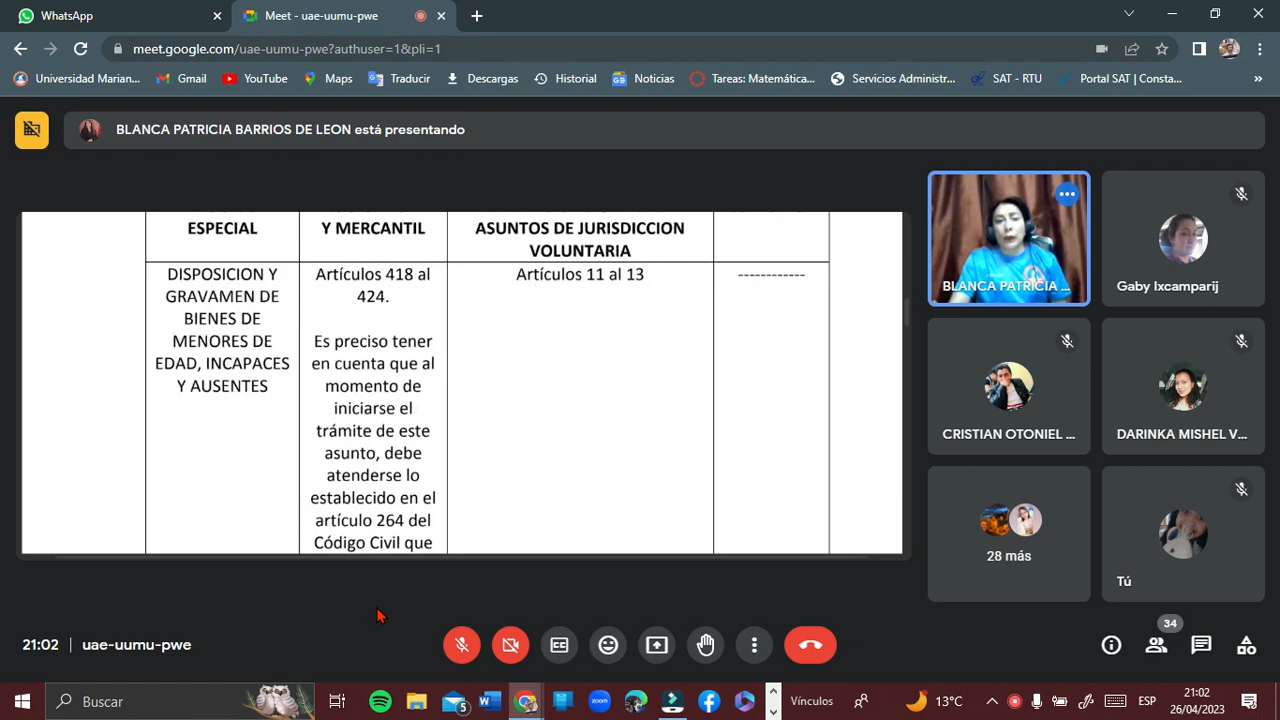 WhatsApp
Meet - uae-uumu-pwe
meet.google.com/uae-uumu-pwe?authuser=1&pli=1
Universidad Marian...
Gmail
YouTube
Maps
Traducir
Descargas
Historial
Noticias
Tareas: Matemátic...
Servicios Administr...
SAT - RTU
Portal SAT (Consta...
»
BLANCA PATRICIA BARRIOS DE LEON está presentando
ESPECIAL
Y MERCANTIL
ASUNTOS DE JURISDICCION
VOLUNTARIA
DISPOSICION Y
GRAVAMEN DE
BIENES DE
MENORES DE
EDAD, INCAPACES
Y AUSENTES
Artículos 418 al
424.
Es preciso tener
en cuenta que al
momento de
iniciarse el
trámite de este
asunto, debe
atenderse lo
establecido en el
artículo 264 del
Código Civil que
Artículos 11 al 13
------------
BLANCA PATRICIA ...
Gaby Ixcamparij
CRISTIAN OTONIEL ...
DARINKA MISHEL V...
28 más
Tú
21:02 | uae-uumu-pwe
34
Buscar
5
zoom
Vínculos
13°C
ESP
21:02
26/04/2023